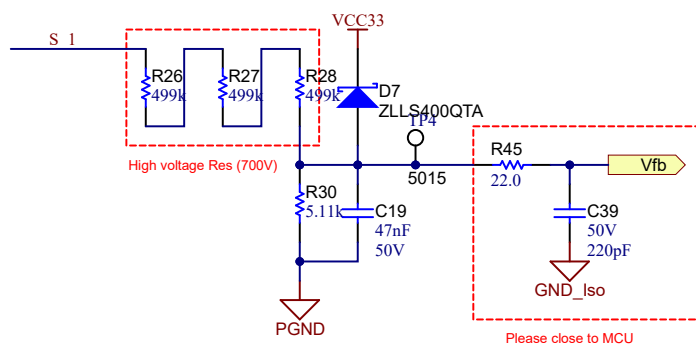 VCC33
S_1
R26
499k
R27
499k
R28
499k
D7
ZLLS400QTA
TP4
5015
High voltage Res (700V)
R45
22.0
Vfb
R30
5.11k
C19
47nF
50V
C39
50V
220pF
GND_Iso
PGND
Please close to MCU